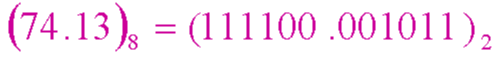 (74.13)₈ = (111100 .001011)₂